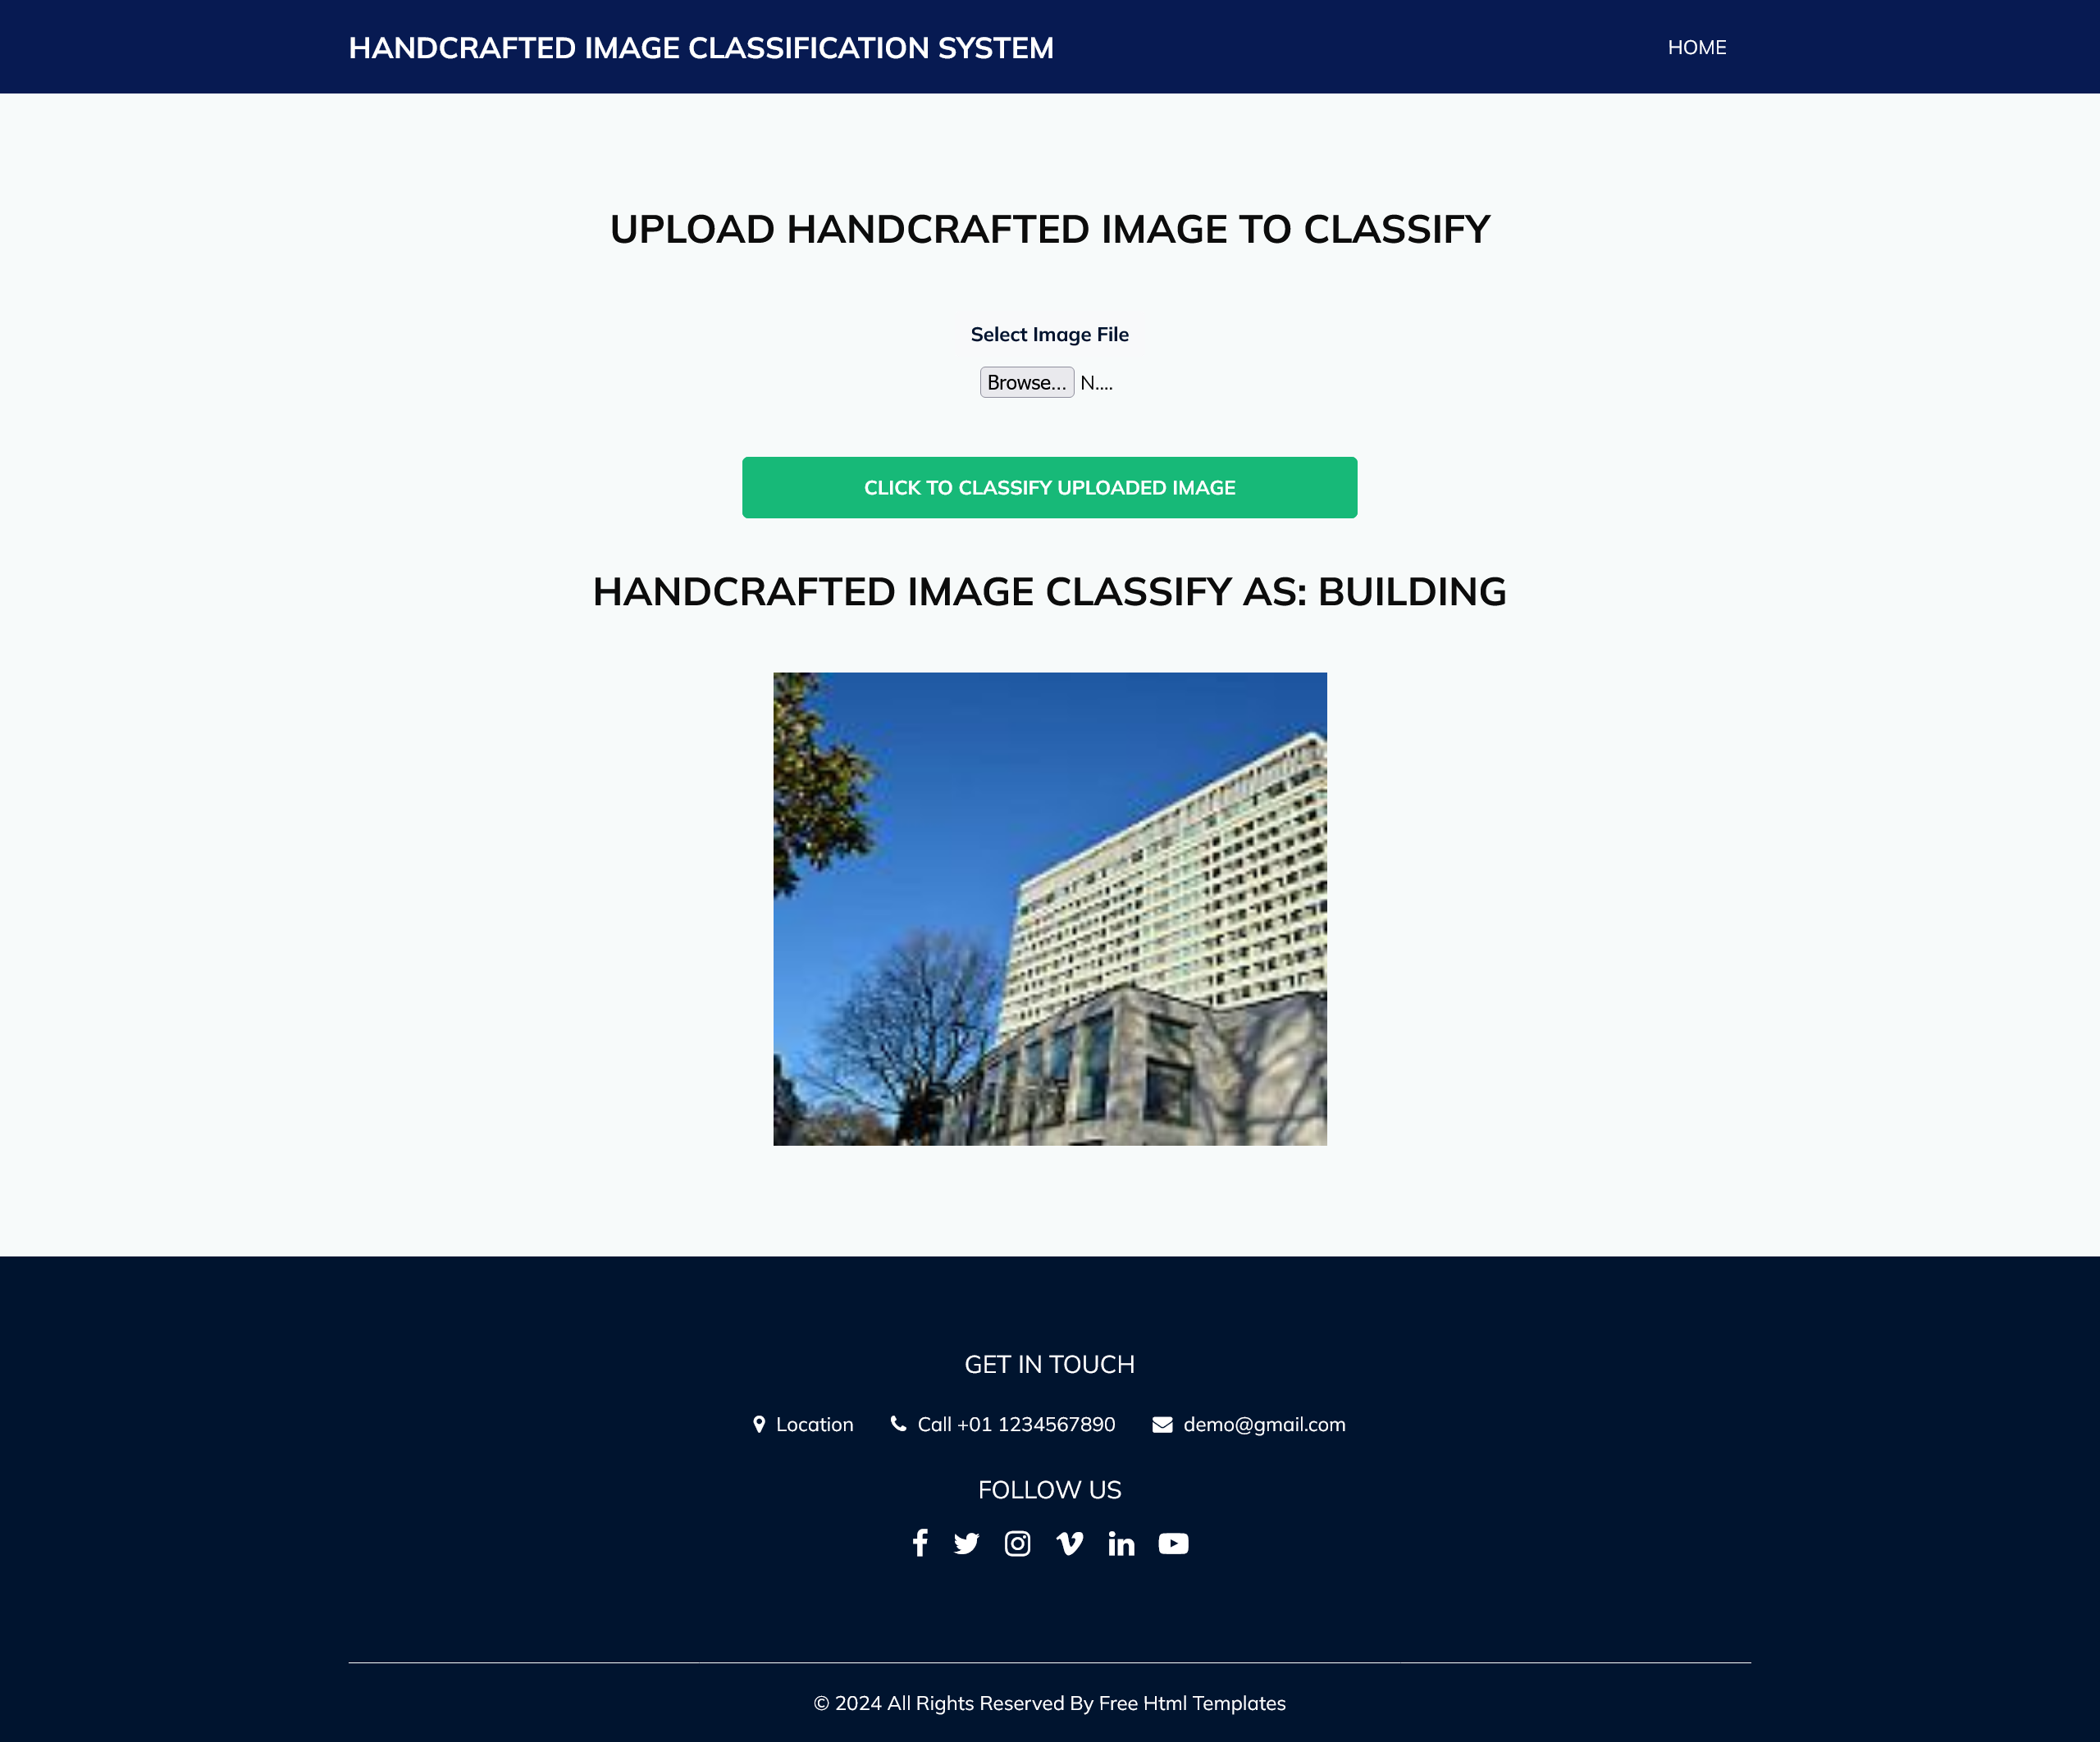 HANDCRAFTED IMAGE CLASSIFICATION SYSTEM
HOME
UPLOAD HANDCRAFTED IMAGE TO CLASSIFY
Select Image File
Browse... N....
CLICK TO CLASSIFY UPLOADED IMAGE
HANDCRAFTED IMAGE CLASSIFY AS: BUILDING
GET IN TOUCH
Location Call +01 1234567890 demo@gmail.com
FOLLOW US
© 2024 All Rights Reserved By Free Html Templates